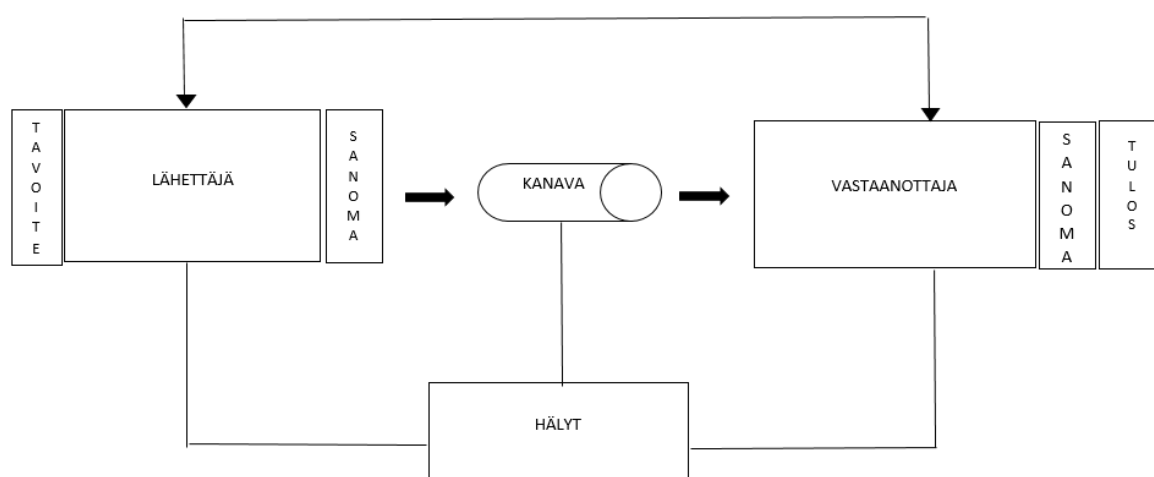 TAVOITE
LÄHETTÄJÄ
SANOMA
KANAVA
VASTAANOTTAJA
SANOMA
TULOS
HÄLYT